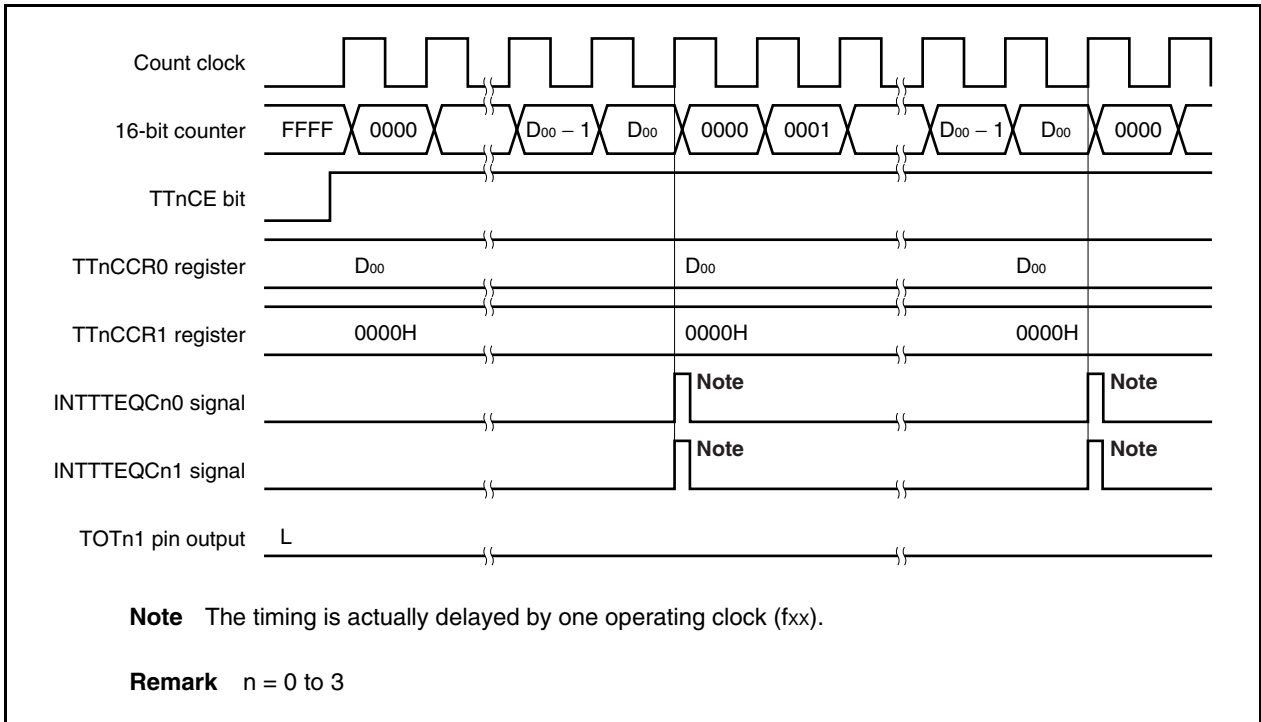 Count clock
16-bit counter FFFF 0000 D00 − 1 D00 0000 0001 D00 − 1 D00 0000
TTnCE bit
TTnCCR0 register D00 D00 D00
TTnCCR1 register 0000H 0000H 0000H
INTTTEQCn0 signal Note Note
INTTTEQCn1 signal Note Note
TOTn1 pin output L
Note The timing is actually delayed by one operating clock (fxx).
Remark n = 0 to 3